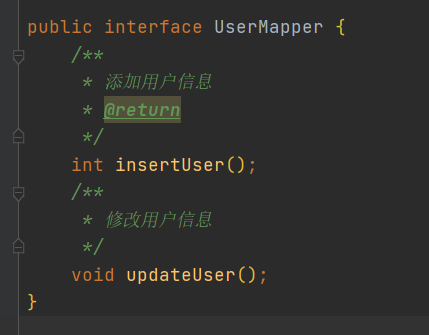 public interface UserMapper {
/**
* 添加用户信息
* @return
*/
int insertUser();
/**
* 修改用户信息
*/
void updateUser();
}